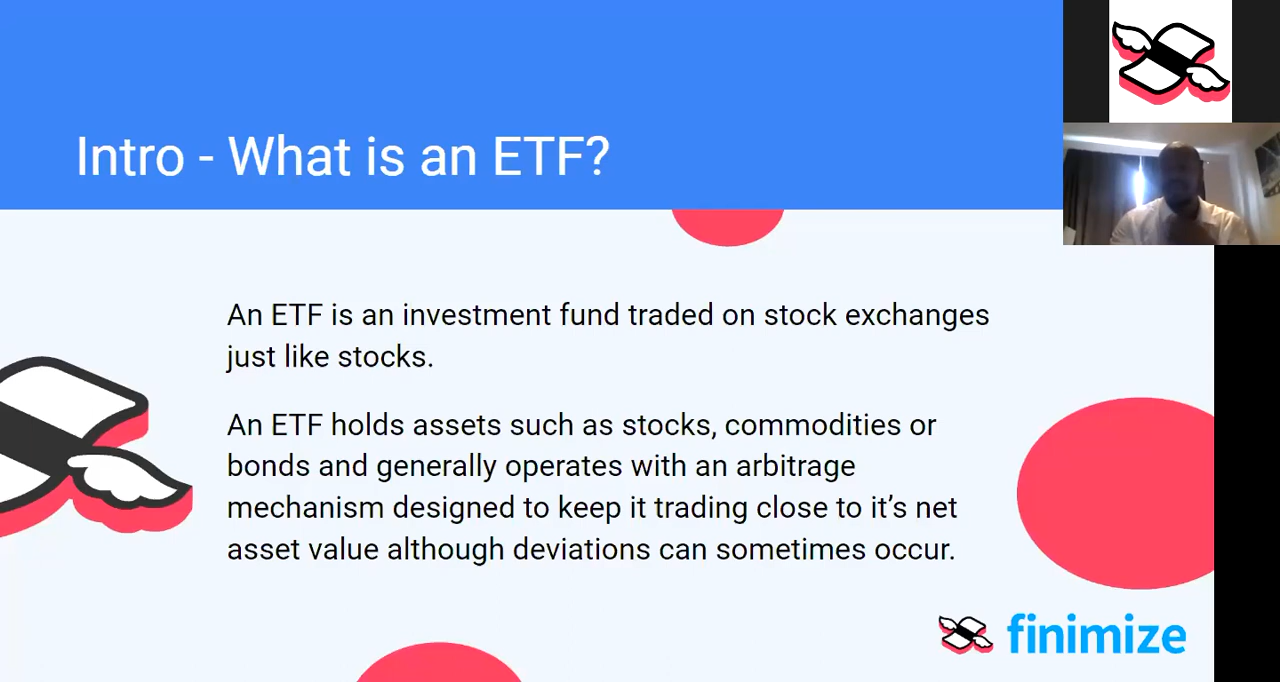 Intro - What is an ETF?
An ETF is an investment fund traded on stock exchanges
just like stocks.
An ETF holds assets such as stocks, commodities or
bonds and generally operates with an arbitrage
mechanism designed to keep it trading close to it’s net
asset value although deviations can sometimes occur.
finimize